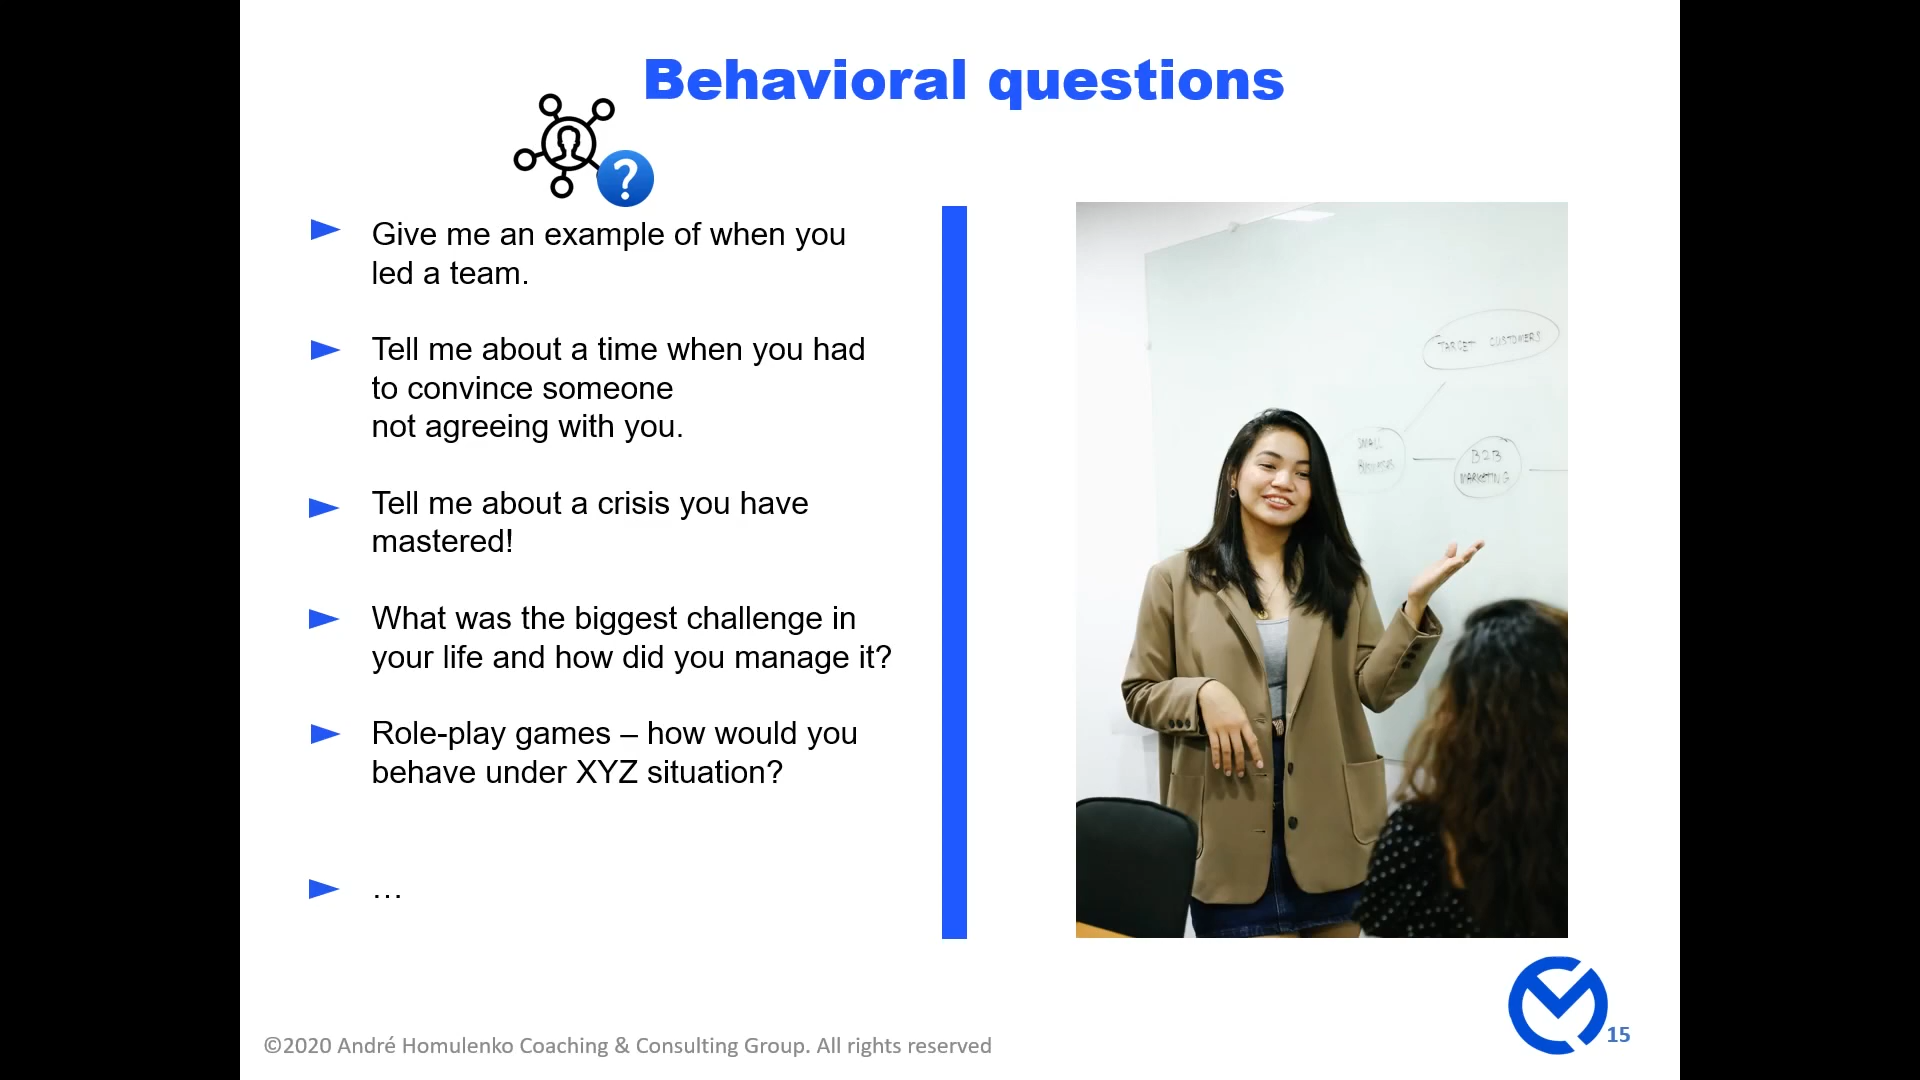 Behavioral questions
?
Give me an example of when you
led a team.
Tell me about a time when you had
to convince someone
not agreeing with you.
Tell me about a crisis you have
mastered!
What was the biggest challenge in
your life and how did you manage it?
Role-play games – how would you
behave under XYZ situation?
…
TARGET CUSTOMERS
SMALL
B2B
MARKETING
©2020 André Homulenko Coaching & Consulting Group. All rights reserved
15